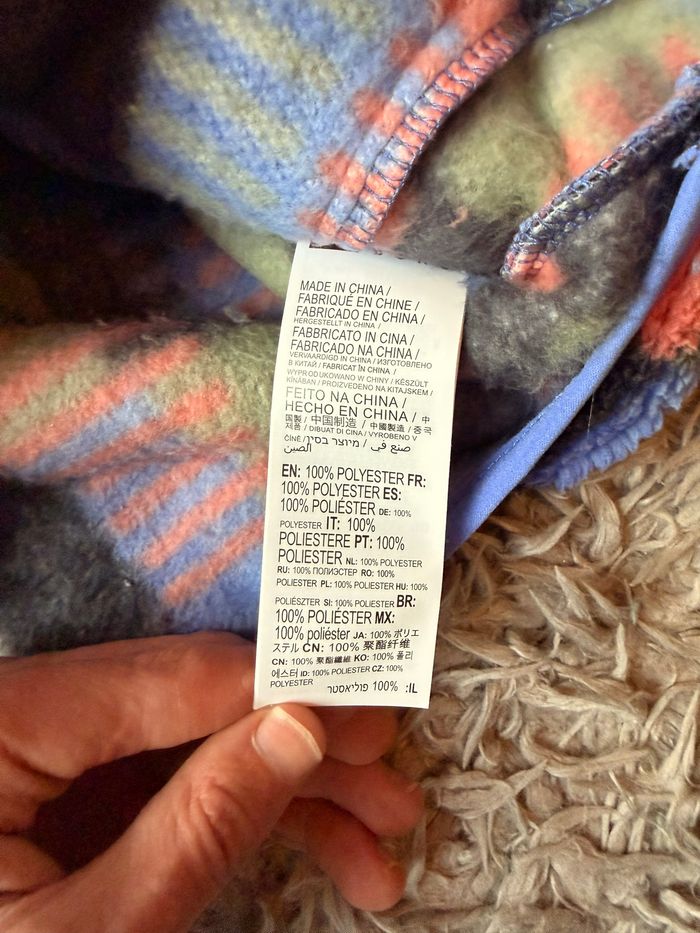 MADE IN CHINA /
FABRIQUÉ EN CHINE /
FABRICADO EN CHINA /
HERGESTELLT IN CHINA /
FABBRICATO IN CINA /
FABRICADO NA CHINA /
VERVAARDIGD IN CHINA / ИЗГОТОВЛЕНО
В КИТАЙ / FABRICAT ÎN CHINA /
WYPRODUKOWANO W CHINY / KÉSZÜLT
KÍNÁBAN / PROIZVEDENO NA KITAJSKEM /
FEITO NA CHINA /
HECHO EN CHINA / 中
国製 / 中国制造 / 中國製造 / 중국
제품 / DIBUAT DI CINA / VYROBENO V
ČÍNĚ / מיוצר בסין / صنع في
الصين
EN: 100% POLYESTER FR:
100% POLYESTER ES:
100% POLIÉSTER DE: 100%
POLYESTER IT: 100%
POLIESTERE PT: 100%
POLIESTER NL: 100% POLYESTER
RU: 100% ПОЛИЭСТЕР RO: 100%
POLIESTER PL: 100% POLIESTER HU: 100%
POLIÉSZTER SI: 100% POLIESTER BR:
100% POLIÉSTER MX:
100% poliéster JA: 100% ポリエ
ステル CN: 100% 聚酯纤维
CN: 100% 聚酯纖維 KO: 100% 폴리
에스터 ID: 100% POLIESTER CZ: 100%
POLYESTER
IL: 100% פוליאסטר